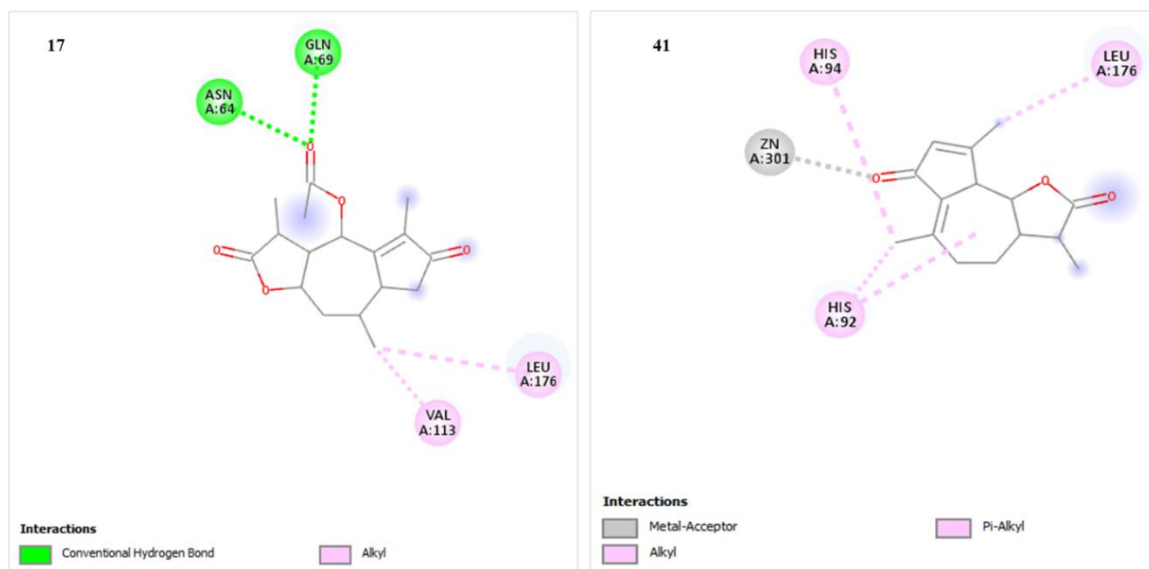 17
GLN
A:69
ASN
A:64
O
O
O
O
O
LEU
A:176
VAL
A:113
Interactions
Conventional Hydrogen Bond
Alkyl
41
HIS
A:94
LEU
A:176
ZN
A:301
O
O
O
HIS
A:92
Interactions
Metal-Acceptor
Pi-Alkyl
Alkyl